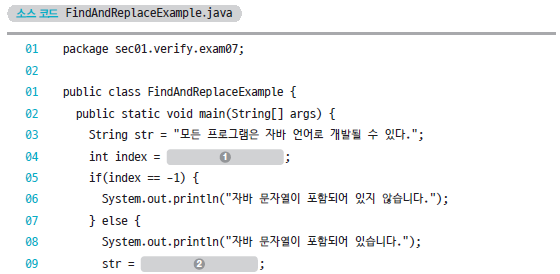 소스 코드 FindAndReplaceExample.java
01 package sec01.verify.exam07;
02
01 public class FindAndReplaceExample {
02 public static void main(String[] args) {
03 String str = "모든 프로그램은 자바 언어로 개발될 수 있다.";
04 int index = 1 ;
05 if(index == -1) {
06 System.out.println("자바 문자열이 포함되어 있지 않습니다.");
07 } else {
08 System.out.println("자바 문자열이 포함되어 있습니다.");
09 str = 2 ;